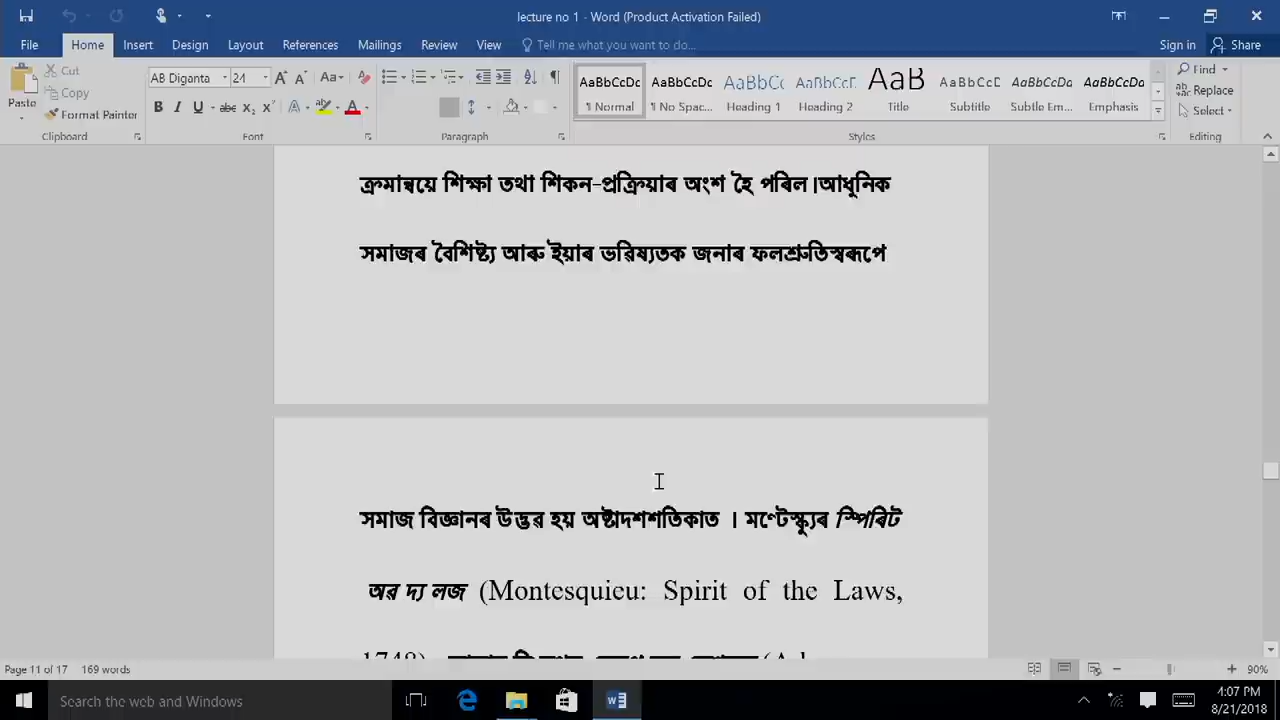 lecture no 1 - Word (Product Activation Failed)
File Home Insert Design Layout References Mailings Review View Tell me what you want to do... Sign in Share
Paste Cut Copy Format Painter
AB Diganta 24
AaBbCcDc AaBbCcDc AaBbCc AaBbCcD AaB AaBbCcD AaBbCcDc AaBbCcDc
¶ Normal ¶ No Spac... Heading 1 Heading 2 Title Subtitle Subtle Em... Emphasis
Find Replace Select
Clipboard Font Paragraph Styles Editing
ক্ৰমান্বয়ে শিক্ষা তথা শিকন-প্ৰক্ৰিয়াৰ অংশ হৈ পৰিল।আধুনিক
সমাজৰ বৈশিষ্ট্য আৰু ইয়াৰ ভৱিষ্যতক জনাৰ ফলশ্ৰুতিস্বৰূপে
সমাজ বিজ্ঞানৰ উদ্ভৱ হয় অষ্টাদশশতিকাত । মণ্টেস্ক্যুৰ স্পিৰিট
অৱ দ্য লজ (Montesquieu: Spirit of the Laws,
Page 11 of 17 169 words 90%
Search the web and Windows
4:07 PM
8/21/2018